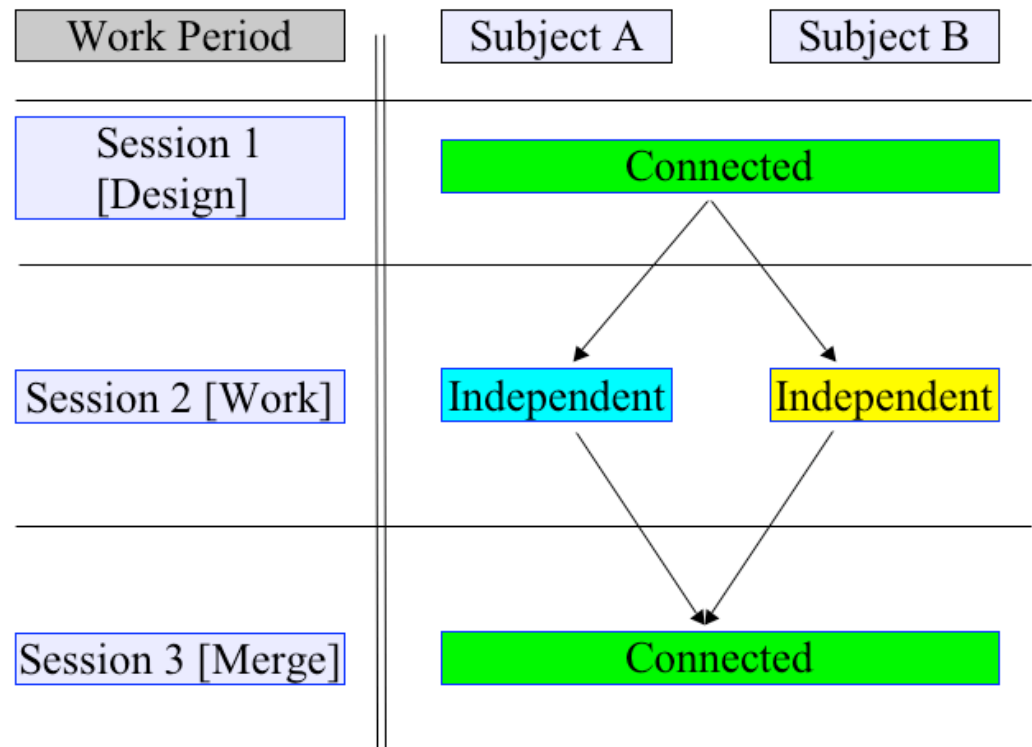 Work Period
Subject A
Subject B
Session 1
[Design]
Connected
Session 2 [Work]
Independent
Independent
Session 3 [Merge]
Connected